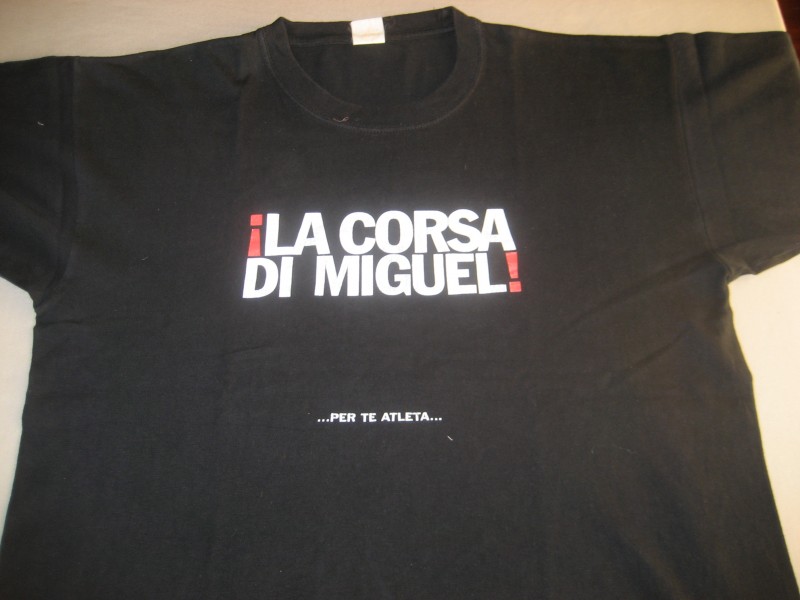 ¡LA CORSA
DI MIGUEL!
...PER TE ATLETA...